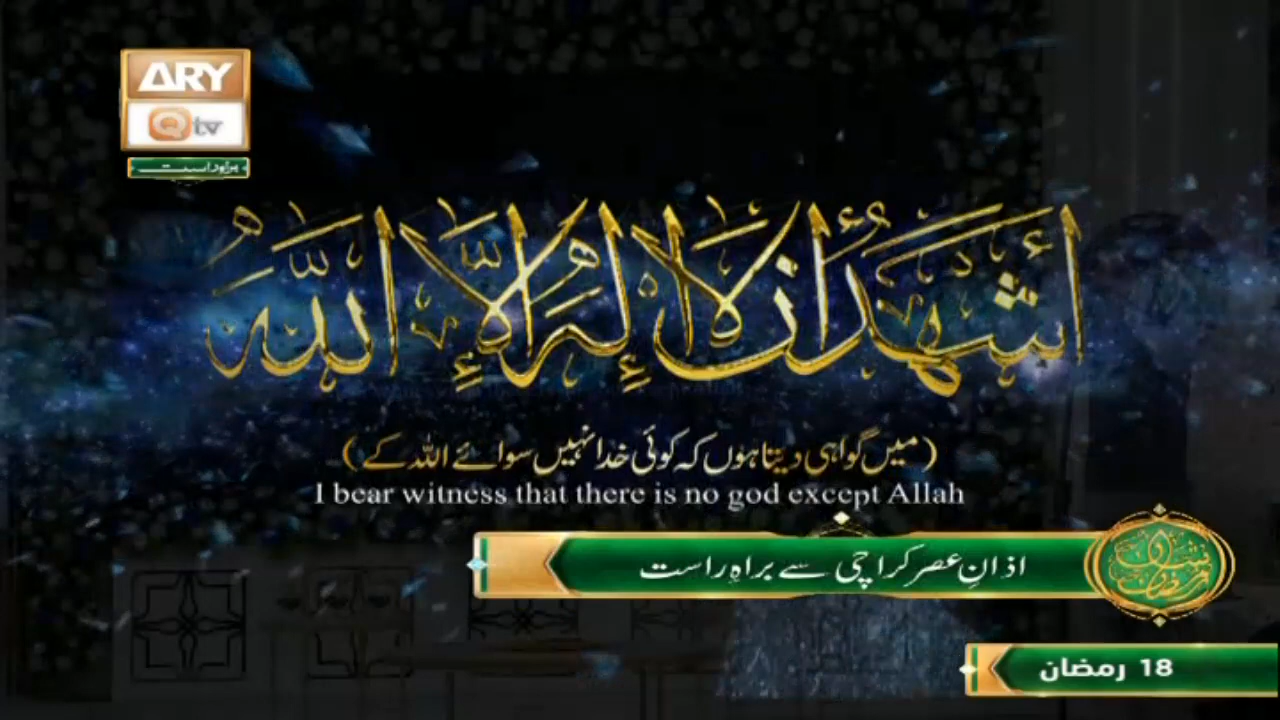 ARY
Qtv
براہ راست
أَشْهَدُ أَنْ لَا إِلٰهَ إِلَّا اللّٰهُ
(میں گواہی دیتا ہوں کہ کوئی خدا نہیں سوائے اللہ کے)
I bear witness that there is no god except Allah
اذانِ عصر کراچی سے براہِ راست
18 رمضان